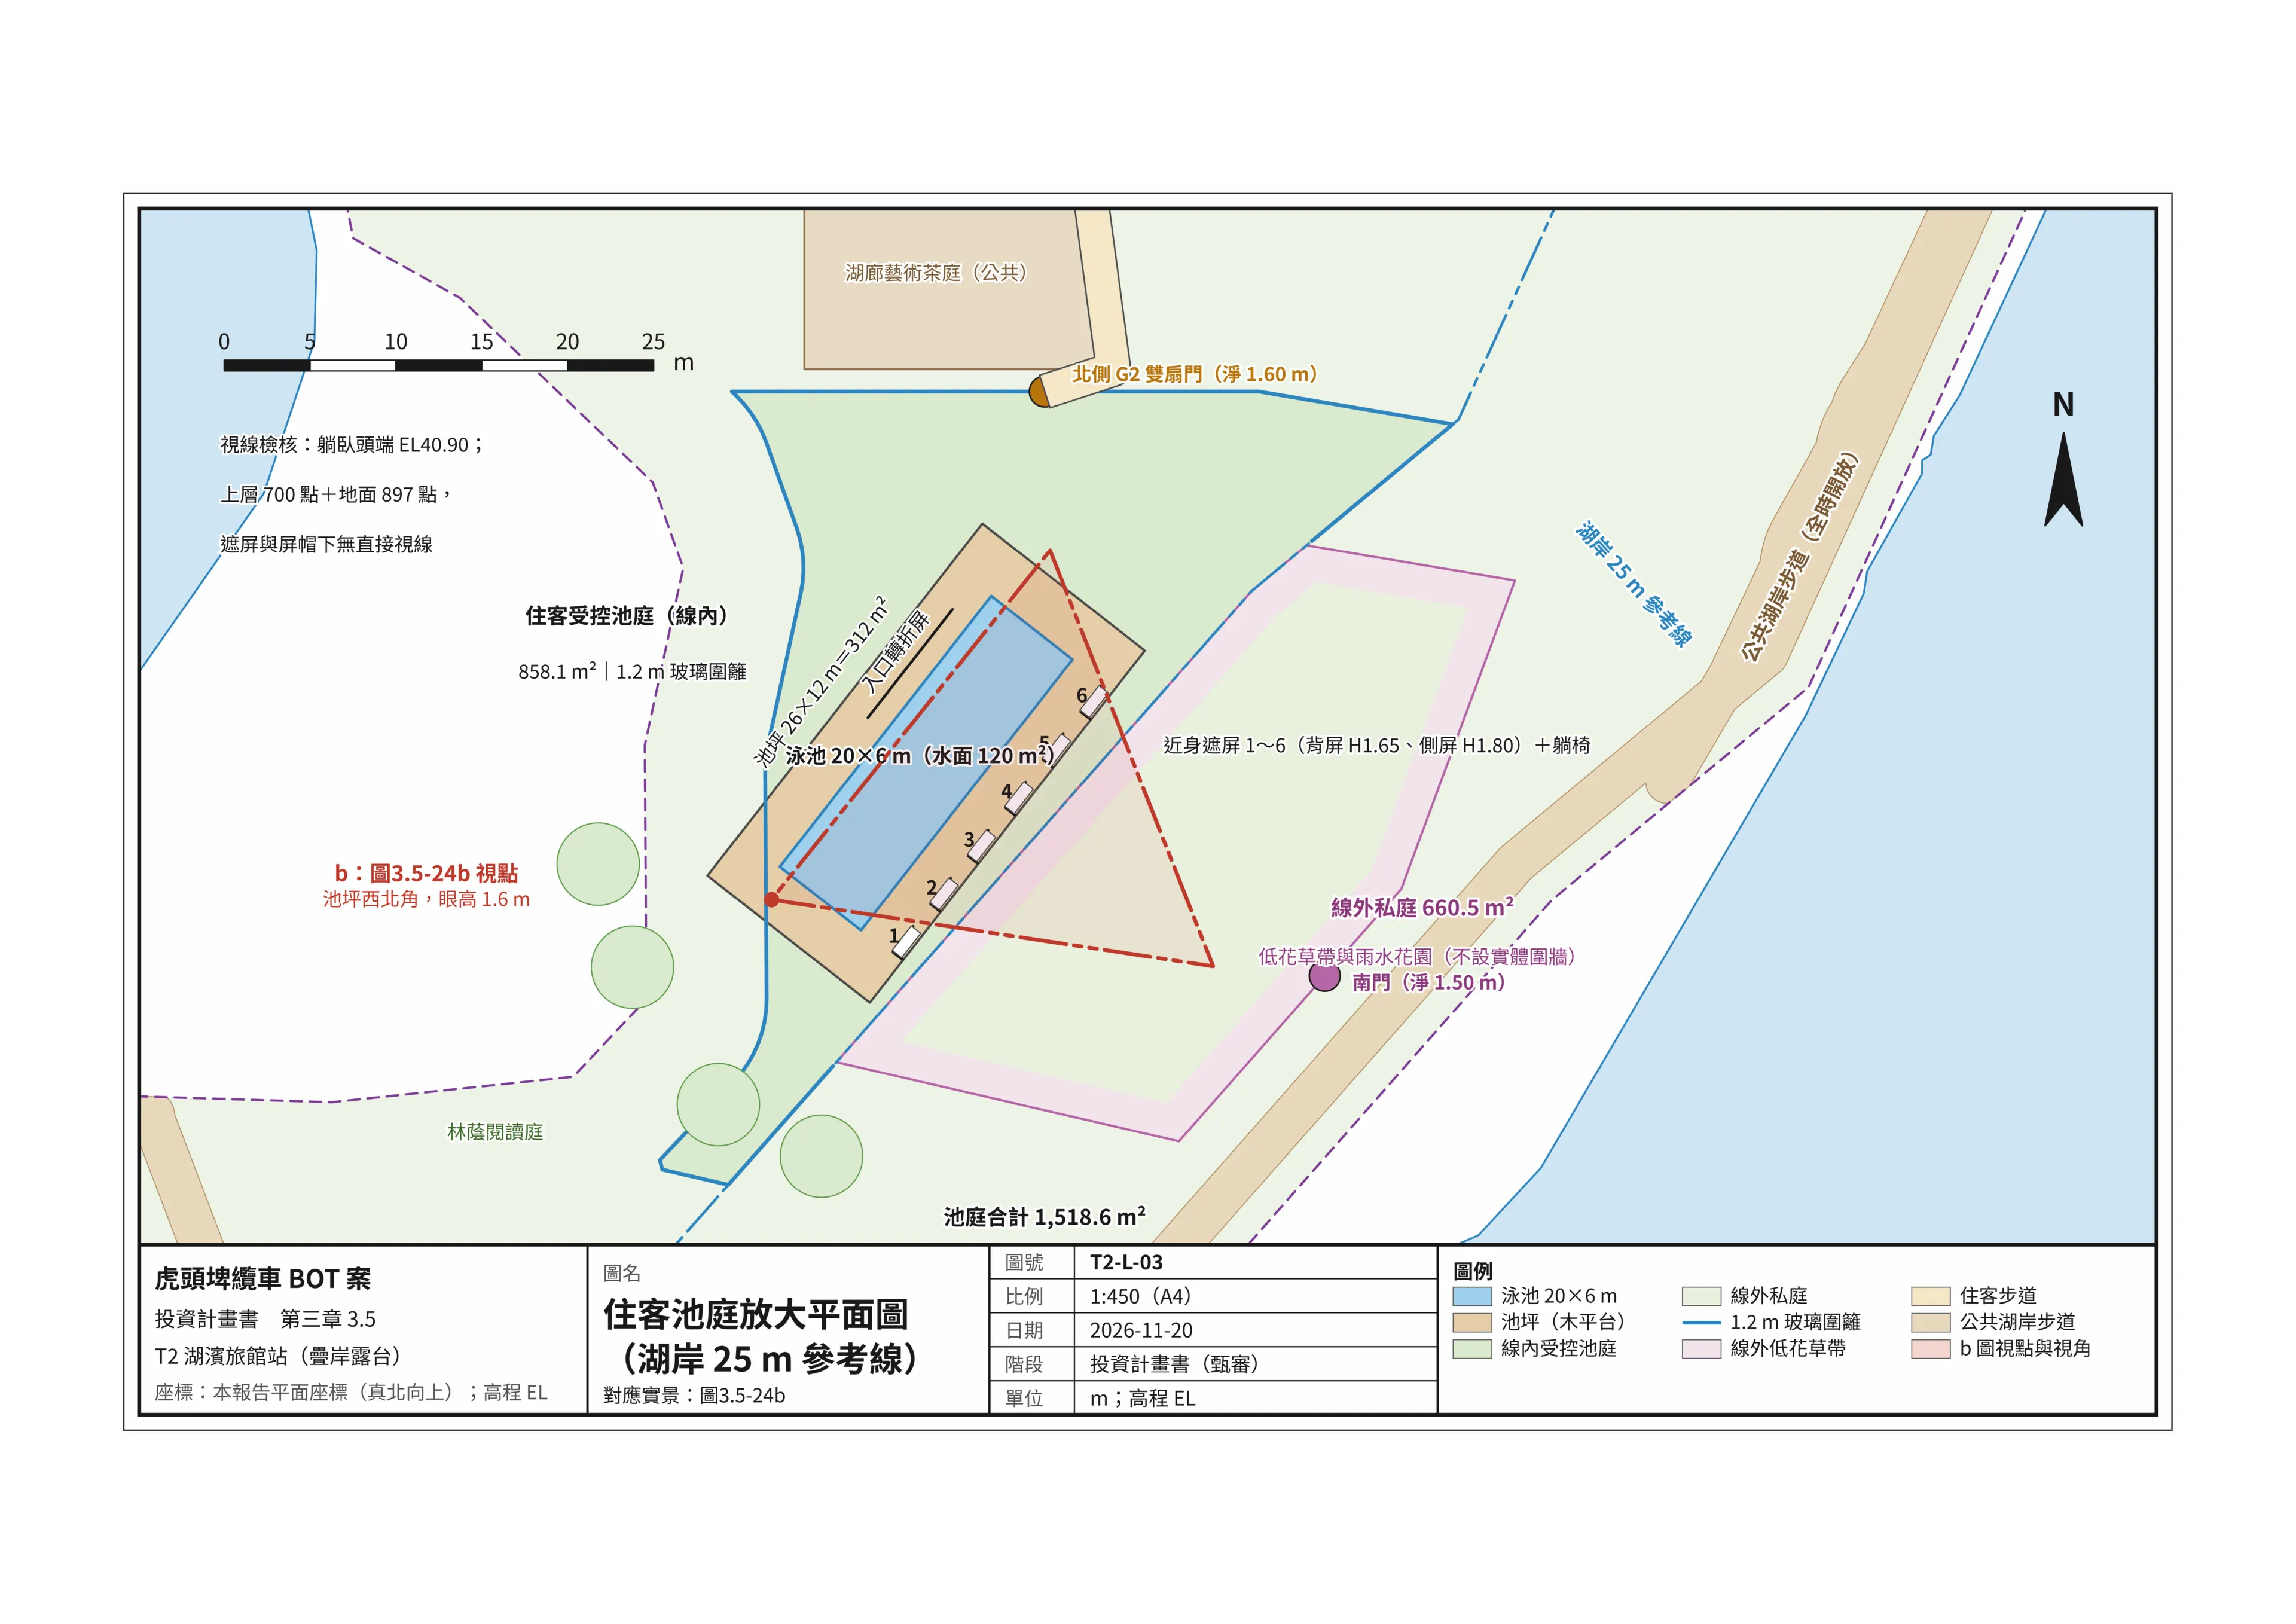 湖廊藝術茶庭（公共）
0 5 10 15 20 25 m
北側 G2 雙扇門（淨 1.60 m）
N
視線檢核：躺臥頭端 EL40.90；
上層 700 點＋地面 897 點，
遮屏與屏帽下無直接視線
湖岸 25 m 參考線
公共湖岸步道（全時開放）
住客受控池庭（線內）
858.1 m²｜1.2 m 玻璃圍籬
池坪 26×12 m＝312 m²
入口轉折屏
泳池 20×6 m（水面 120 m²）
6
5
4
3
2
1
近身遮屏 1～6（背屏 H1.65、側屏 H1.80）＋躺椅
b：圖3.5-24b 視點
池坪西北角，眼高 1.6 m
線外私庭 660.5 m²
低花草帶與雨水花園（不設實體圍牆）
南門（淨 1.50 m）
林蔭閱讀庭
池庭合計 1,518.6 m²
虎頭埤纜車 BOT 案
投資計畫書　第三章 3.5
T2 湖濱旅館站（疊岸露台）
座標：本報告平面座標（真北向上）；高程 EL
圖名
住客池庭放大平面圖
（湖岸 25 m 參考線）
對應實景：圖3.5-24b
圖號 T2-L-03
比例 1:450（A4）
日期 2026-11-20
階段 投資計畫書（甄審）
單位 m；高程 EL
圖例
泳池 20×6 m
池坪（木平台）
線內受控池庭
線外私庭
1.2 m 玻璃圍籬
線外低花草帶
住客步道
公共湖岸步道
b 圖視點與視角